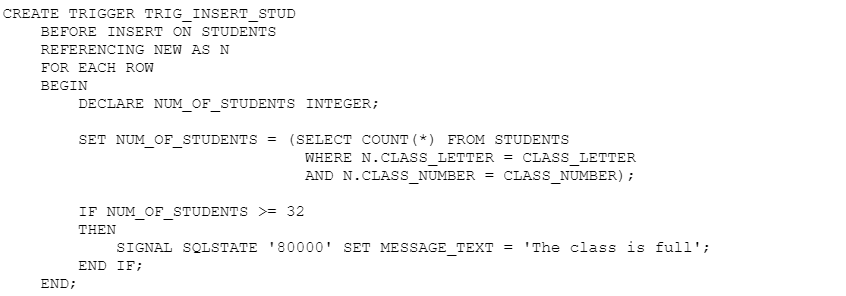 CREATE TRIGGER TRIG_INSERT_STUD
    BEFORE INSERT ON STUDENTS
    REFERENCING NEW AS N
    FOR EACH ROW
    BEGIN
        DECLARE NUM_OF_STUDENTS INTEGER;

        SET NUM_OF_STUDENTS = (SELECT COUNT(*) FROM STUDENTS
                                WHERE N.CLASS_LETTER = CLASS_LETTER
                                AND N.CLASS_NUMBER = CLASS_NUMBER);

        IF NUM_OF_STUDENTS >= 32
        THEN
            SIGNAL SQLSTATE '80000' SET MESSAGE_TEXT = 'The class is full';
        END IF;
    END;